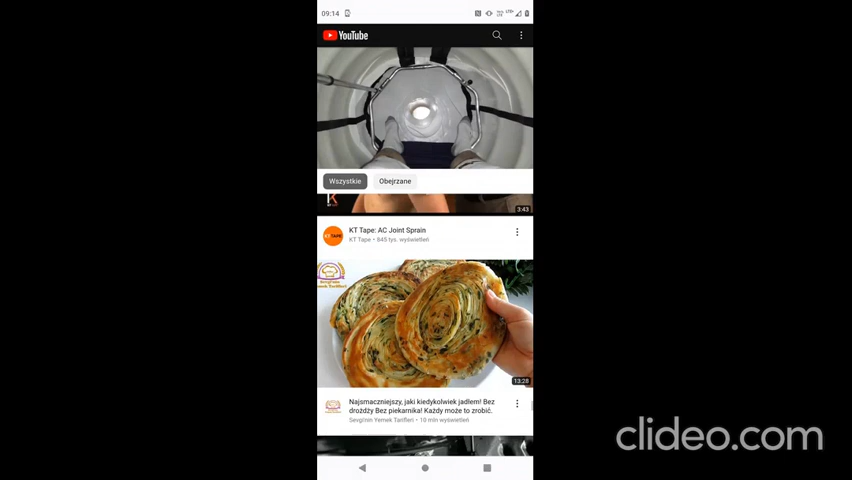 09:14
YouTube
Wszystkie
Obejrzane
3:43
KT TAPE
KT Tape: AC Joint Sprain
KT Tape • 845 tys. wyświetleń
13:28
Najsmaczniejszy, jaki kiedykolwiek jadłem! Bez
drożdży Bez piekarnika! Każdy może to zrobić.
Sevginin Yemek Tarifleri • 10 mln wyświetleń
clideo.com